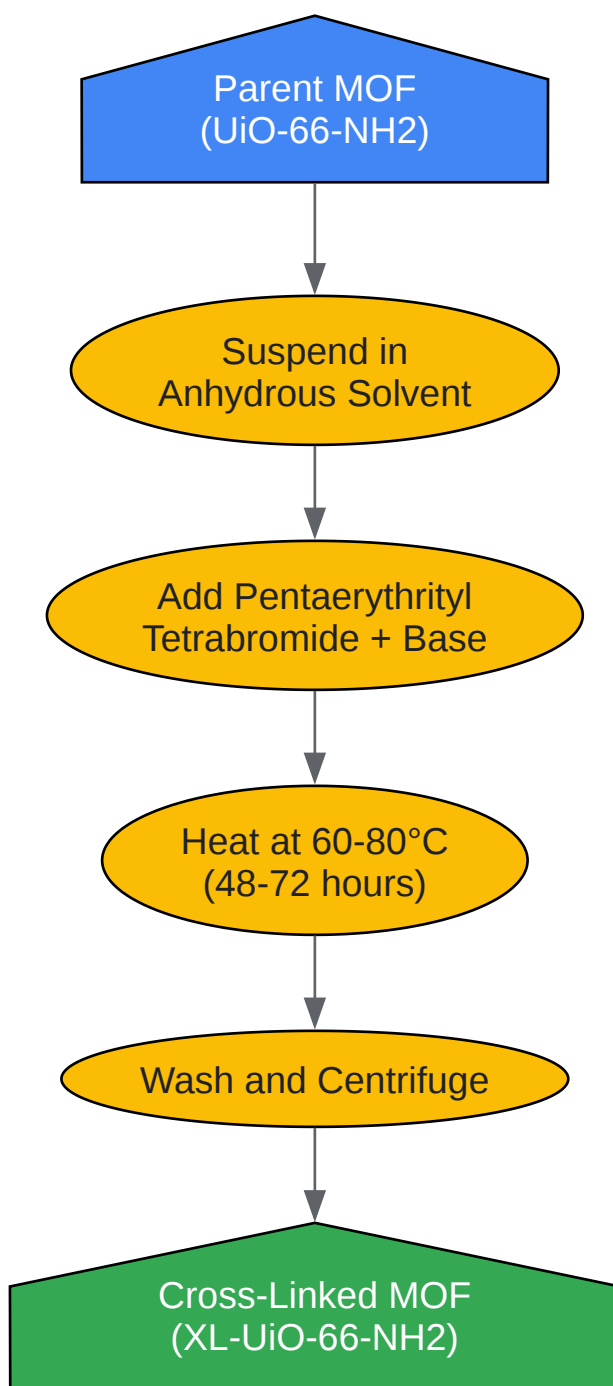 Parent MOF
(UiO-66-NH2)
Suspend in
Anhydrous Solvent
Add Pentaerythrityl
Tetrabromide + Base
Heat at 60-80°C
(48-72 hours)
Wash and Centrifuge
Cross-Linked MOF
(XL-UiO-66-NH2)